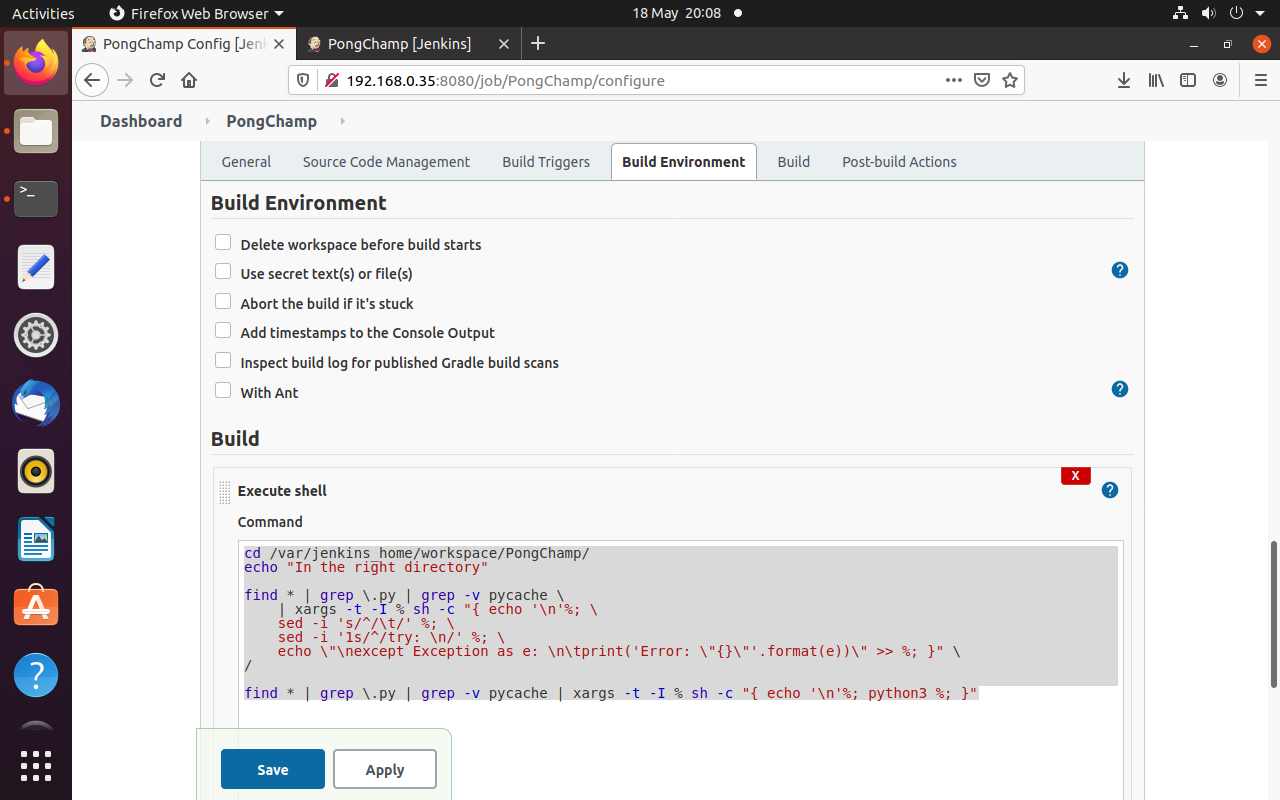 Activities Firefox Web Browser 18 May 20:08
PongChamp Config [Jenk PongChamp [Jenkins]
192.168.0.35:8080/job/PongChamp/configure
Dashboard PongChamp
General Source Code Management Build Triggers Build Environment Build Post-build Actions
Build Environment
Delete workspace before build starts
Use secret text(s) or file(s)
Abort the build if it's stuck
Add timestamps to the Console Output
Inspect build log for published Gradle build scans
With Ant
Build
X
Execute shell
Command
cd /var/jenkins_home/workspace/PongChamp/
echo "In the right directory"
find * | grep \.py | grep -v pycache \
| xargs -t -I % sh -c "{ echo '\n'%; \
sed -i 's/^/\t/' %; \
sed -i '1s/^/try: \n/' %; \
echo \"\nexcept Exception as e: \n\tprint('Error: \"{}\"'.format(e))\" >> %; }" \
/
find * | grep \.py | grep -v pycache | xargs -t -I % sh -c "{ echo '\n'%; python3 %; }"
Save Apply